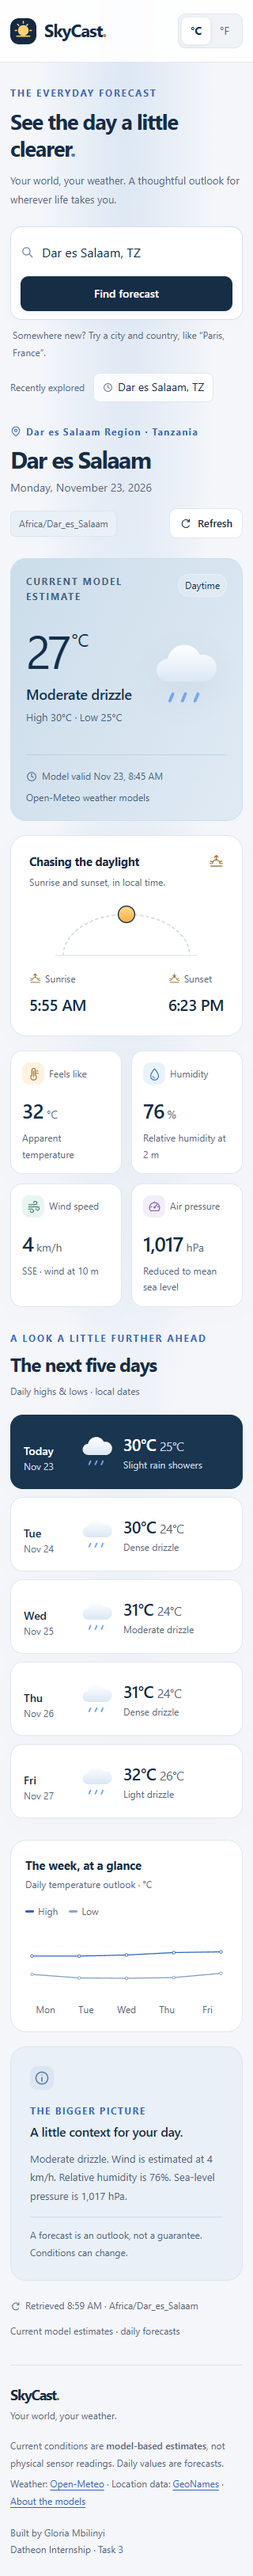 SkyCast.
°C °F
THE EVERYDAY FORECAST
See the day a little
clearer.
Your world, your weather. A thoughtful outlook for
wherever life takes you.
Dar es Salaam, TZ
Find forecast
Somewhere new? Try a city and country, like “Paris,
France”.
Recently explored Dar es Salaam, TZ
Dar es Salaam Region · Tanzania
Dar es Salaam
Monday, November 23, 2026
Africa/Dar_es_Salaam Refresh
CURRENT MODEL
ESTIMATE
Daytime
27°C
Moderate drizzle
High 30°C · Low 25°C
Model valid Nov 23, 8:45 AM
Open-Meteo weather models
Chasing the daylight
Sunrise and sunset, in local time.
Sunrise Sunset
5:55 AM 6:23 PM
Feels like
32 °C
Apparent
temperature
Humidity
76 %
Relative humidity at
2 m
Wind speed
4 km/h
SSE · wind at 10 m
Air pressure
1,017 hPa
Reduced to mean
sea level
A LOOK A LITTLE FURTHER AHEAD
The next five days
Daily highs & lows · local dates
Today
Nov 23
30°C 25°C
Slight rain showers
Tue
Nov 24
30°C 24°C
Dense drizzle
Wed
Nov 25
31°C 24°C
Moderate drizzle
Thu
Nov 26
31°C 24°C
Dense drizzle
Fri
Nov 27
32°C 26°C
Light drizzle
The week, at a glance
Daily temperature outlook · °C
High Low
Mon Tue Wed Thu Fri
THE BIGGER PICTURE
A little context for your day.
Moderate drizzle. Wind is estimated at 4
km/h. Relative humidity is 76%. Sea-level
pressure is 1,017 hPa.
A forecast is an outlook, not a guarantee.
Conditions can change.
Retrieved 8:59 AM · Africa/Dar_es_Salaam
Current model estimates · daily forecasts
SkyCast.
Your world, your weather.
Current conditions are model-based estimates, not
physical sensor readings. Daily values are forecasts.
Weather: Open-Meteo · Location data: GeoNames ·
About the models
Built by Gloria Mbilinyi
Datheon Internship · Task 3